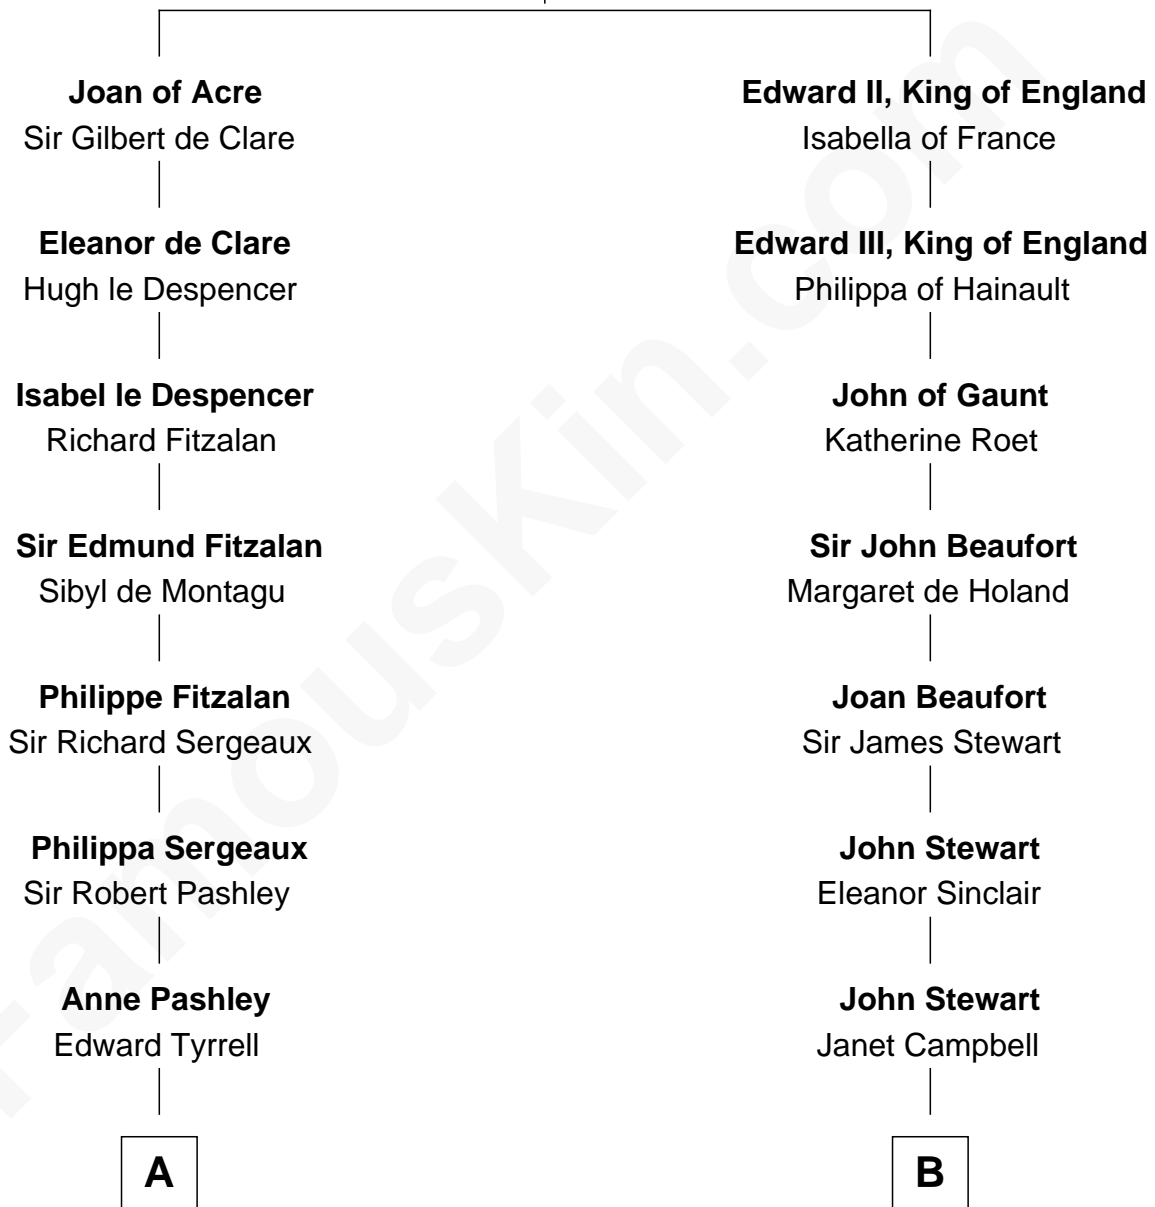 Joan of Acre
Sir Gilbert de Clare
Eleanor de Clare
Hugh le Despencer
Isabel le Despencer
Richard Fitzalan
Sir Edmund Fitzalan
Sibyl de Montagu
Philippe Fitzalan
Sir Richard Sergeaux
Philippa Sergeaux
Sir Robert Pashley
Anne Pashley
Edward Tyrrell
A
Edward II, King of England
Isabella of France
Edward III, King of England
Philippa of Hainault
John of Gaunt
Katherine Roet
Sir John Beaufort
Margaret de Holand
Joan Beaufort
Sir James Stewart
John Stewart
Eleanor Sinclair
John Stewart
Janet Campbell
B
FamousKin.com